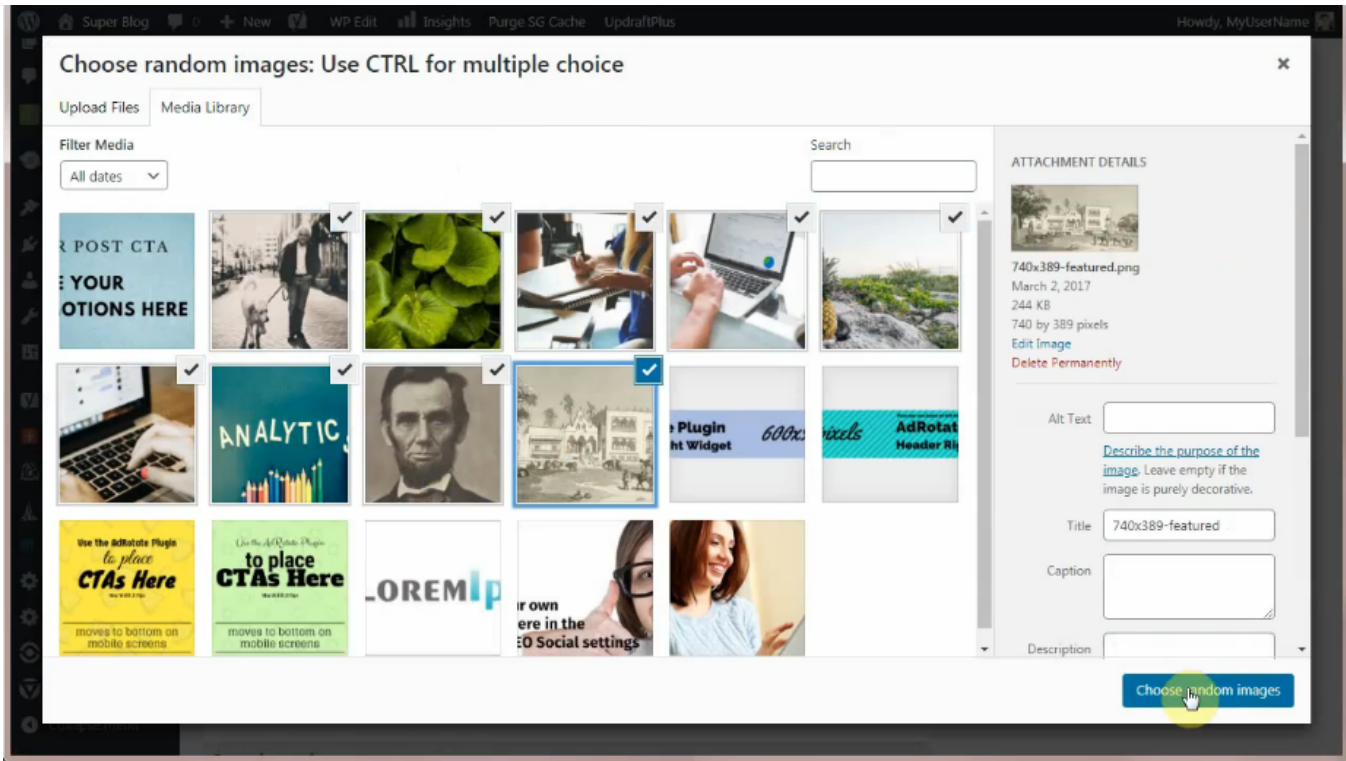 Super Blog 0 New WP Edit Insights Purge SG Cache UpdraftPlus Howdy, MyUserName
Choose random images: Use CTRL for multiple choice
Upload Files Media Library
Filter Media
All dates
Search
R POST CTA
E YOUR
OTIONS HERE
ANALYTIC
e Plugin
ht Widget
600x
pixels
AdRotat
Header Ri
Use the AdRotate Plugin
to place
CTAs Here
moves to bottom on
mobile screens
Use the AdRotate Plugin
to place
CTAs Here
moves to bottom on
mobile screens
LOREM Ip
r own
ere in the
EO Social settings
ATTACHMENT DETAILS
740x389-featured.png
March 2, 2017
244 KB
740 by 389 pixels
Edit Image
Delete Permanently
Alt Text
Describe the purpose of the
image. Leave empty if the
image is purely decorative.
Title 740x389-featured
Caption
Description
Choose random images